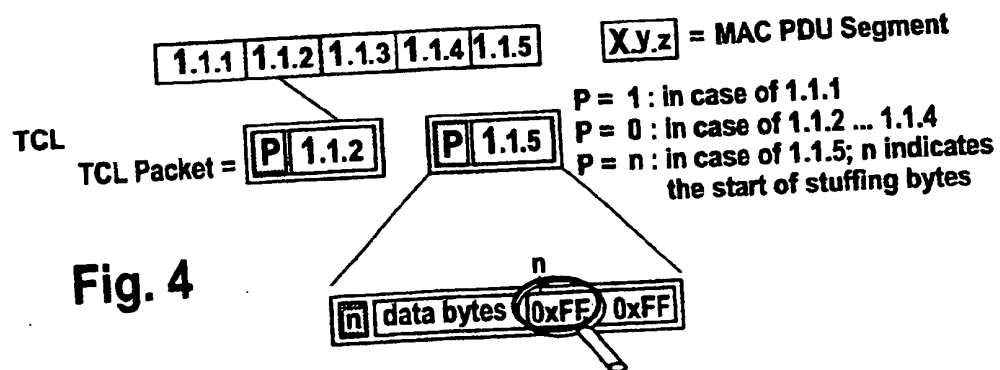 1.1.1 1.1.2 1.1.3 1.1.4 1.1.5
X.y.z = MAC PDU Segment
TCL
TCL Packet = P 1.1.2
P 1.1.5
P = 1 : in case of 1.1.1
P = 0 : in case of 1.1.2 ... 1.1.4
P = n : in case of 1.1.5; n indicates
the start of stuffing bytes
Fig. 4
n
n data bytes 0xFF 0xFF